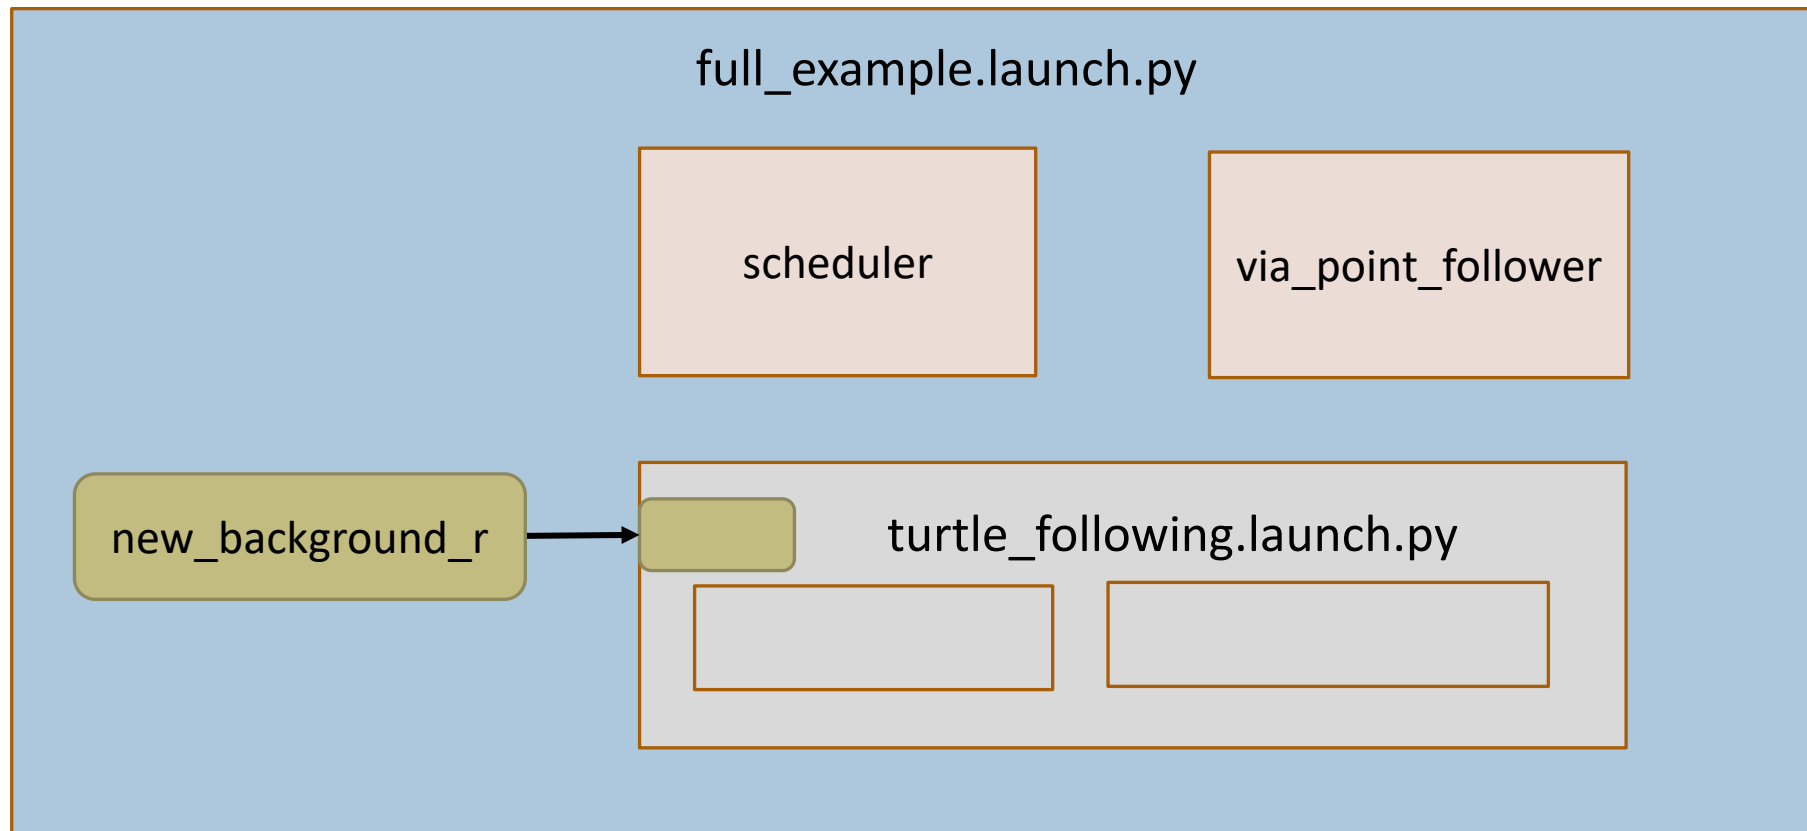 full_example.launch.py
scheduler
via_point_follower
new_background_r
turtle_following.launch.py